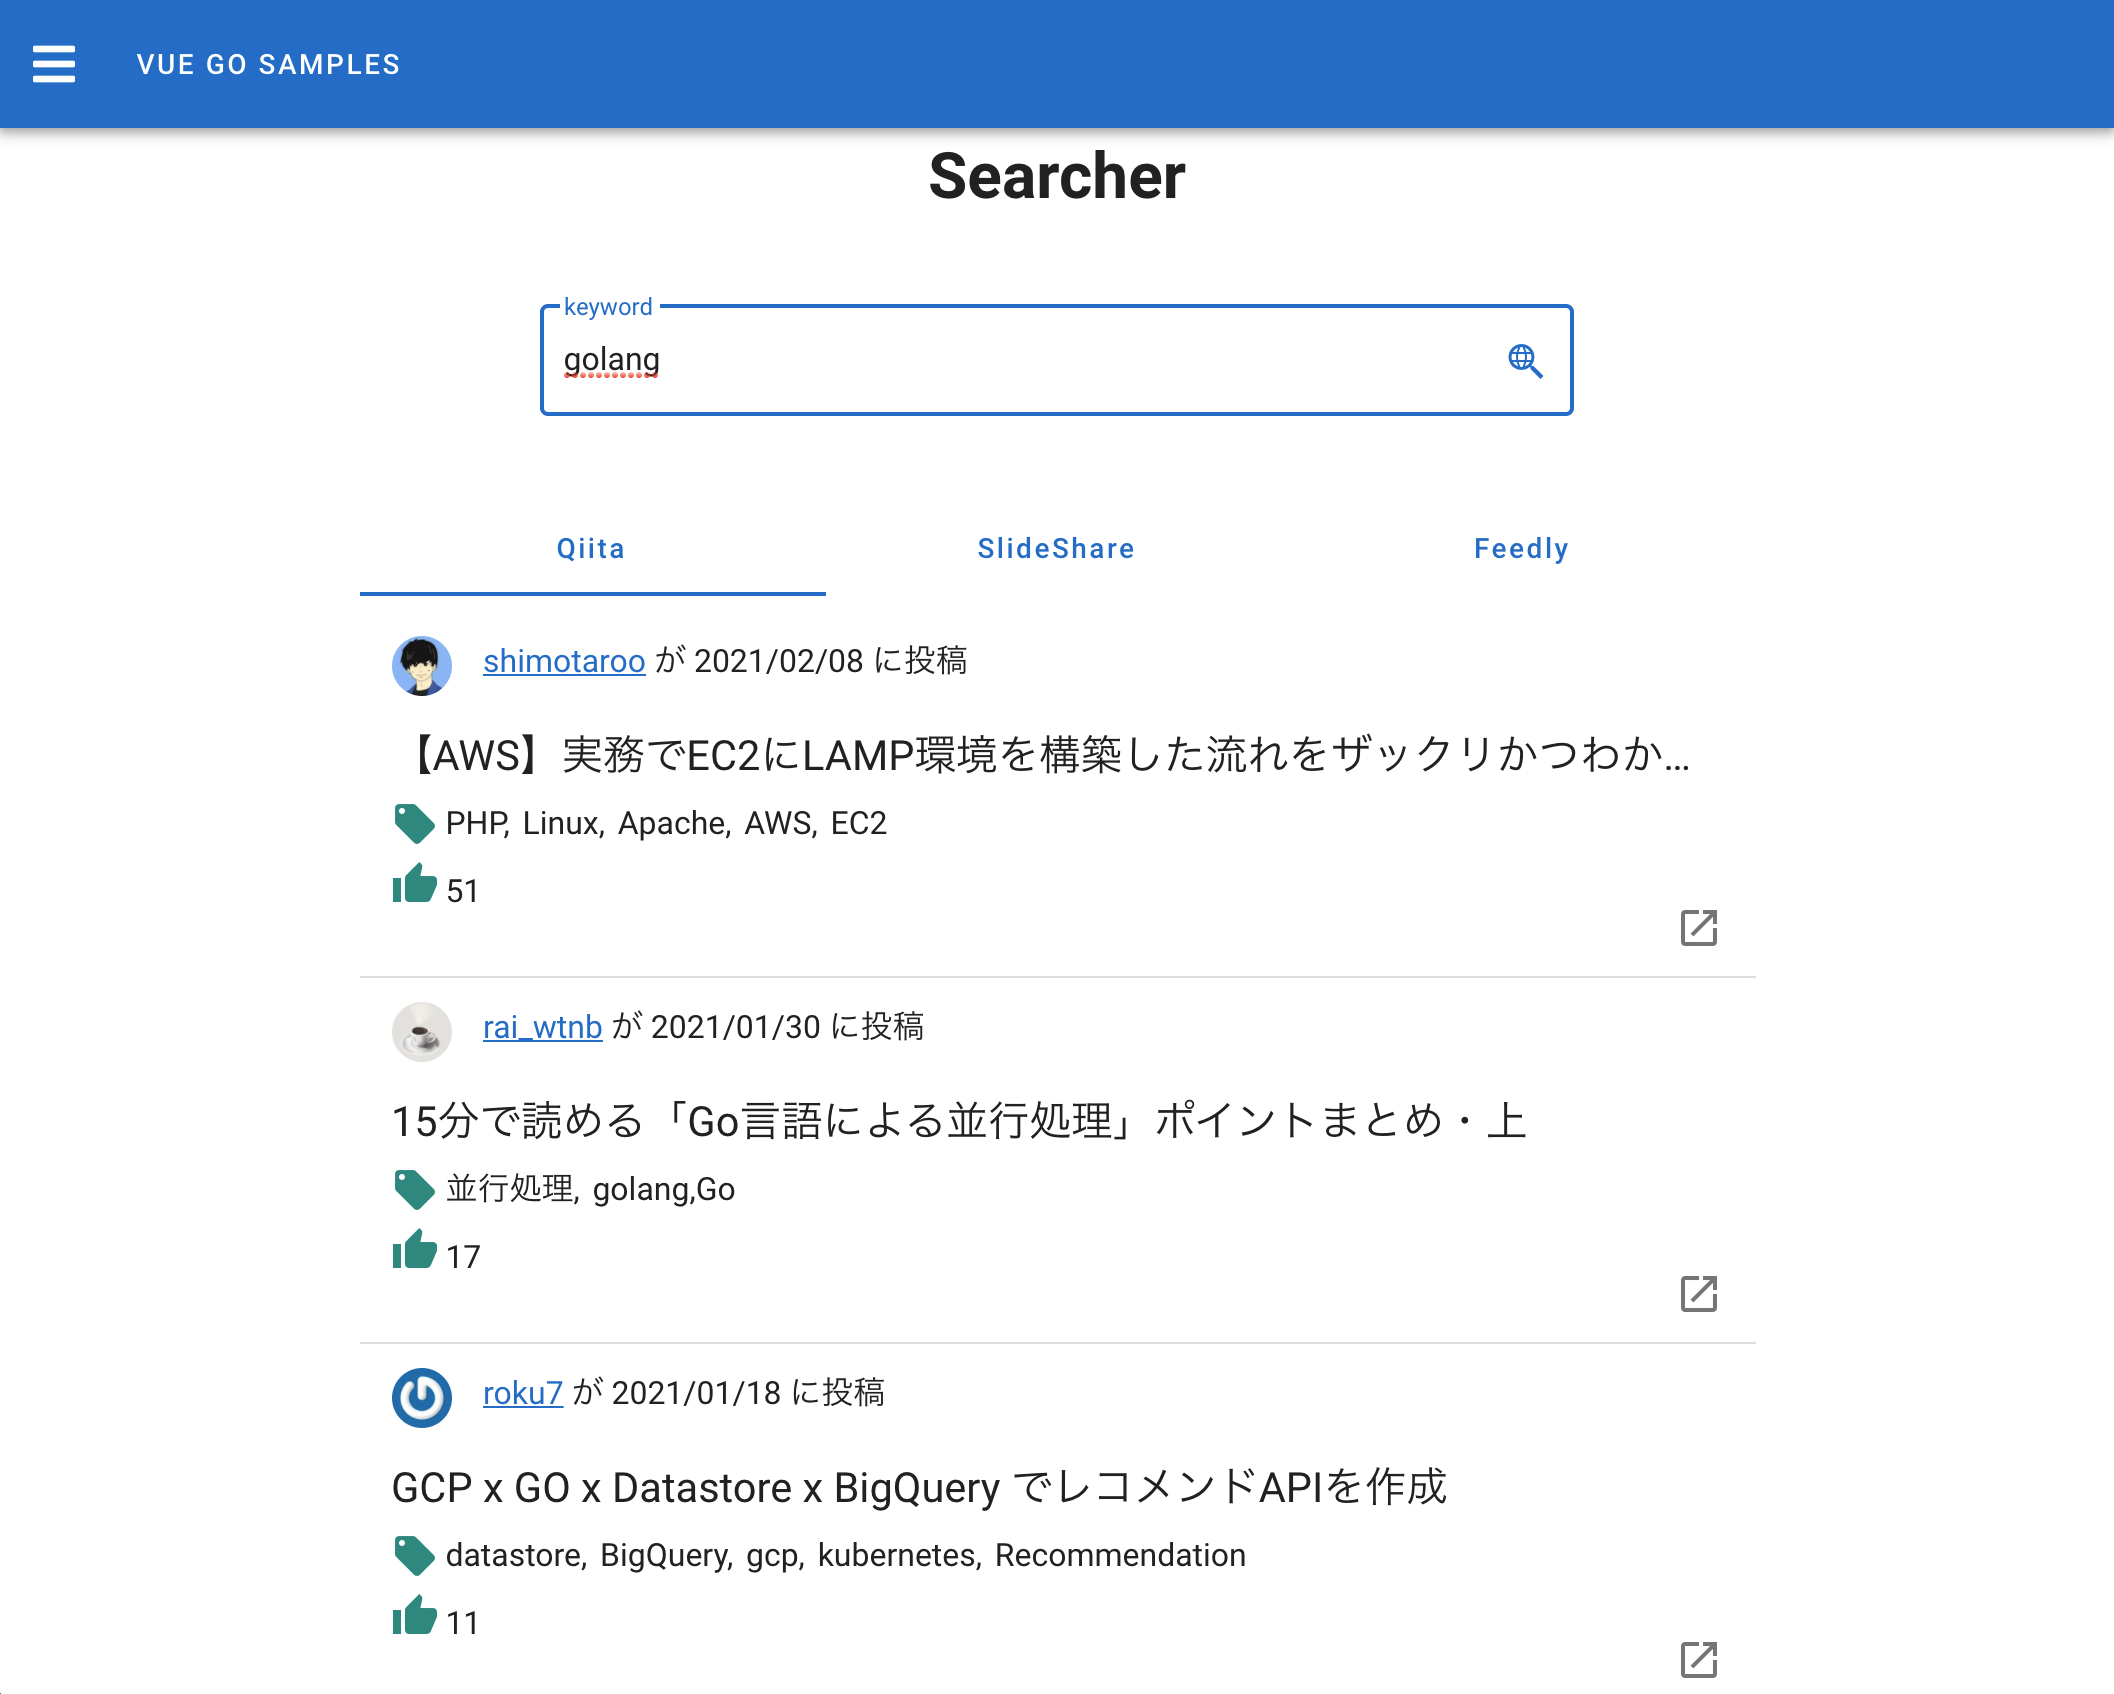 VUE GO SAMPLES
Searcher
keyword
golang
Qiita SlideShare Feedly
shimotaroo が 2021/02/08 に投稿
【AWS】実務でEC2にLAMP環境を構築した流れをザックリかつわか...
PHP, Linux, Apache, AWS, EC2
51
rai_wtnb が 2021/01/30 に投稿
15分で読める「Go言語による並行処理」ポイントまとめ・上
並行処理, golang,Go
17
roku7 が 2021/01/18 に投稿
GCP x GO x Datastore x BigQuery でレコメンドAPIを作成
datastore, BigQuery, gcp, kubernetes, Recommendation
11